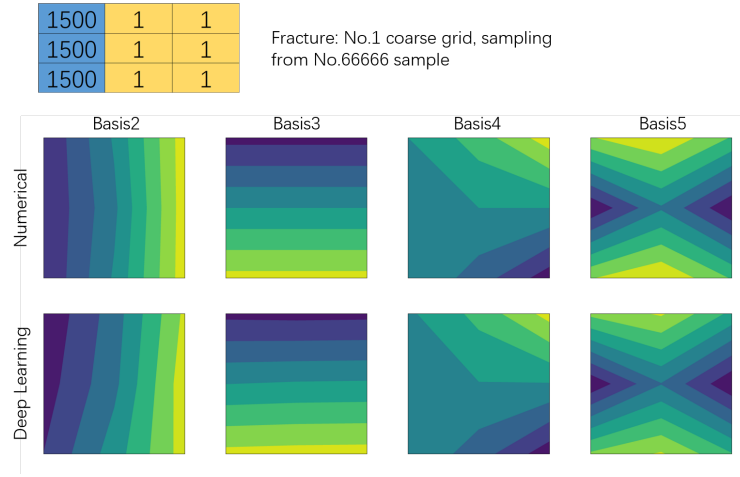 1500 1 1
1500 1 1
1500 1 1
Fracture: No.1 coarse grid, sampling
from No.66666 sample
Basis2 Basis3 Basis4 Basis5
Numerical
Deep Learning